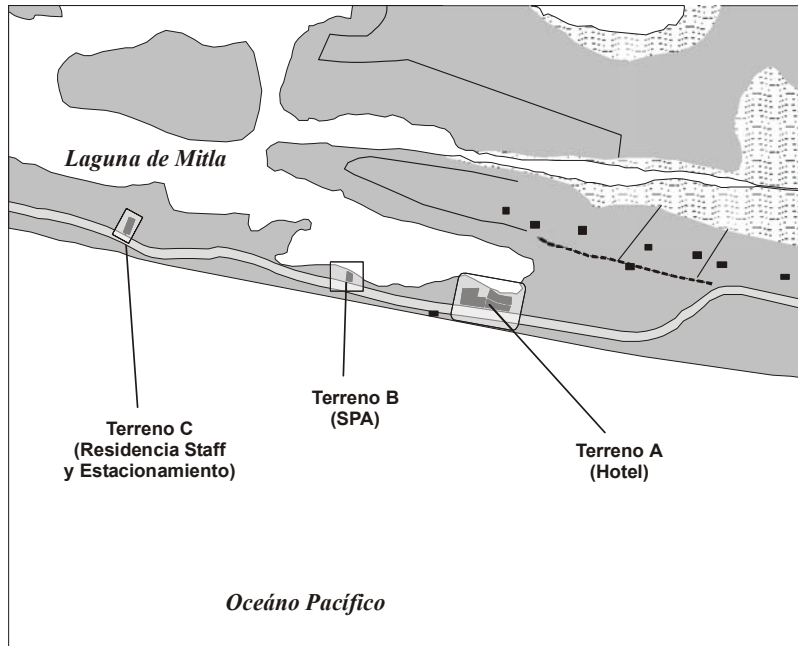 Laguna de Mitla
Terreno B
(SPA)
Terreno C
(Residencia Staff
y Estacionamiento)
Terreno A
(Hotel)
Oceáno Pacífico